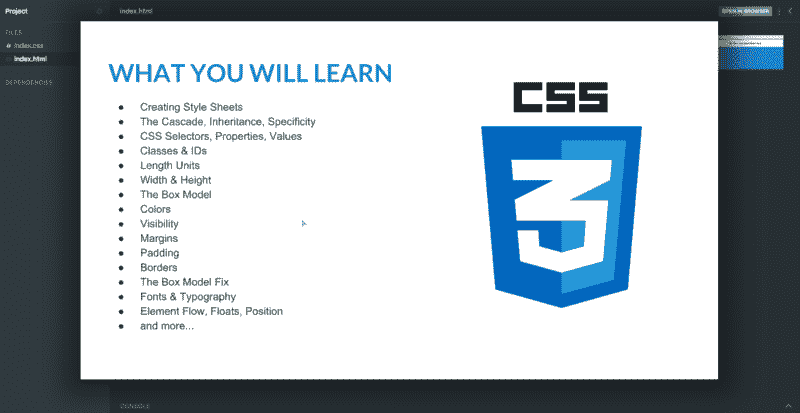 Project
index.html
OPEN IN BROWSER
FILES
index.css
index.html
DEPENDENCIES
WHAT YOU WILL LEARN
● Creating Style Sheets
● The Cascade, Inheritance, Specificity
● CSS Selectors, Properties, Values
● Classes & IDs
● Length Units
● Width & Height
● The Box Model
● Colors
● Visibility
● Margins
● Padding
● Borders
● The Box Model Fix
● Fonts & Typography
● Element Flow, Floats, Position
● and more...
CSS
3
CONSOLE